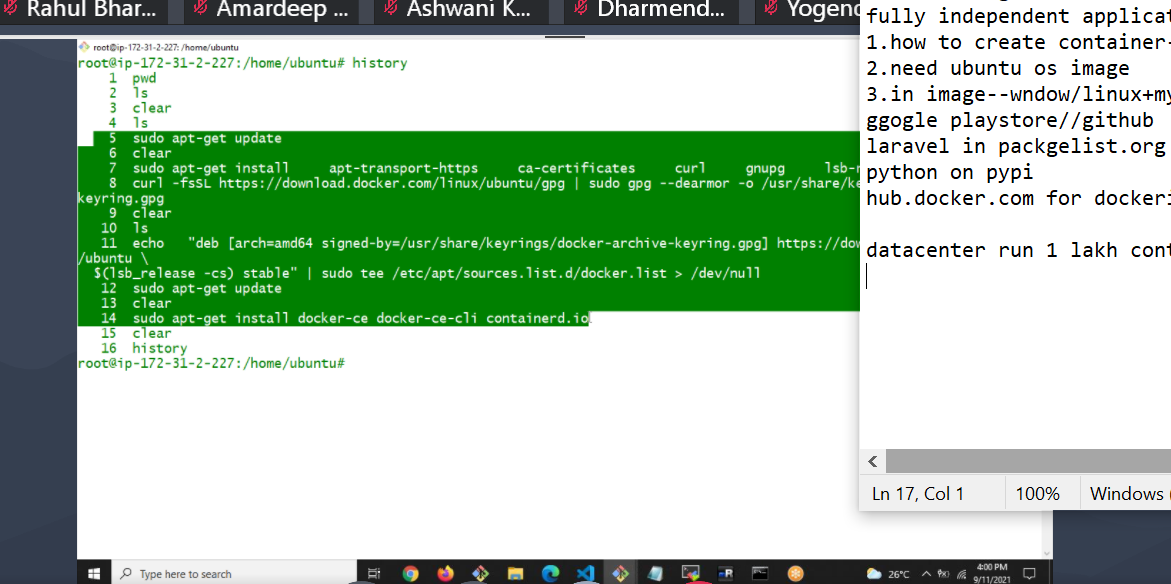 Rahul Bhar...
Amardeep ...
Ashwani K...
Dharmend...
Yogend
root@ip-172-31-2-227: /home/ubuntu
root@ip-172-31-2-227:/home/ubuntu# history
1 pwd
2 ls
3 clear
4 ls
5 sudo apt-get update
6 clear
7 sudo apt-get install apt-transport-https ca-certificates curl gnupg lsb-r
8 curl -fsSL https://download.docker.com/linux/ubuntu/gpg | sudo gpg --dearmor -o /usr/share/ke
keyring.gpg
9 clear
10 ls
11 echo "deb [arch=amd64 signed-by=/usr/share/keyrings/docker-archive-keyring.gpg] https://dow
/ubuntu \
$(lsb_release -cs) stable" | sudo tee /etc/apt/sources.list.d/docker.list > /dev/null
12 sudo apt-get update
13 clear
14 sudo apt-get install docker-ce docker-ce-cli containerd.io
15 clear
16 history
root@ip-172-31-2-227:/home/ubuntu#
fully independent applicat
1.how to create container-
2.need ubuntu os image
3.in image--wndow/linux+my
ggogle playstore//github
laravel in packgelist.org
python on pypi
hub.docker.com for dockeri
datacenter run 1 lakh cont
Ln 17, Col 1
100%
Windows (
Type here to search
26°C
4:00 PM
9/11/2021